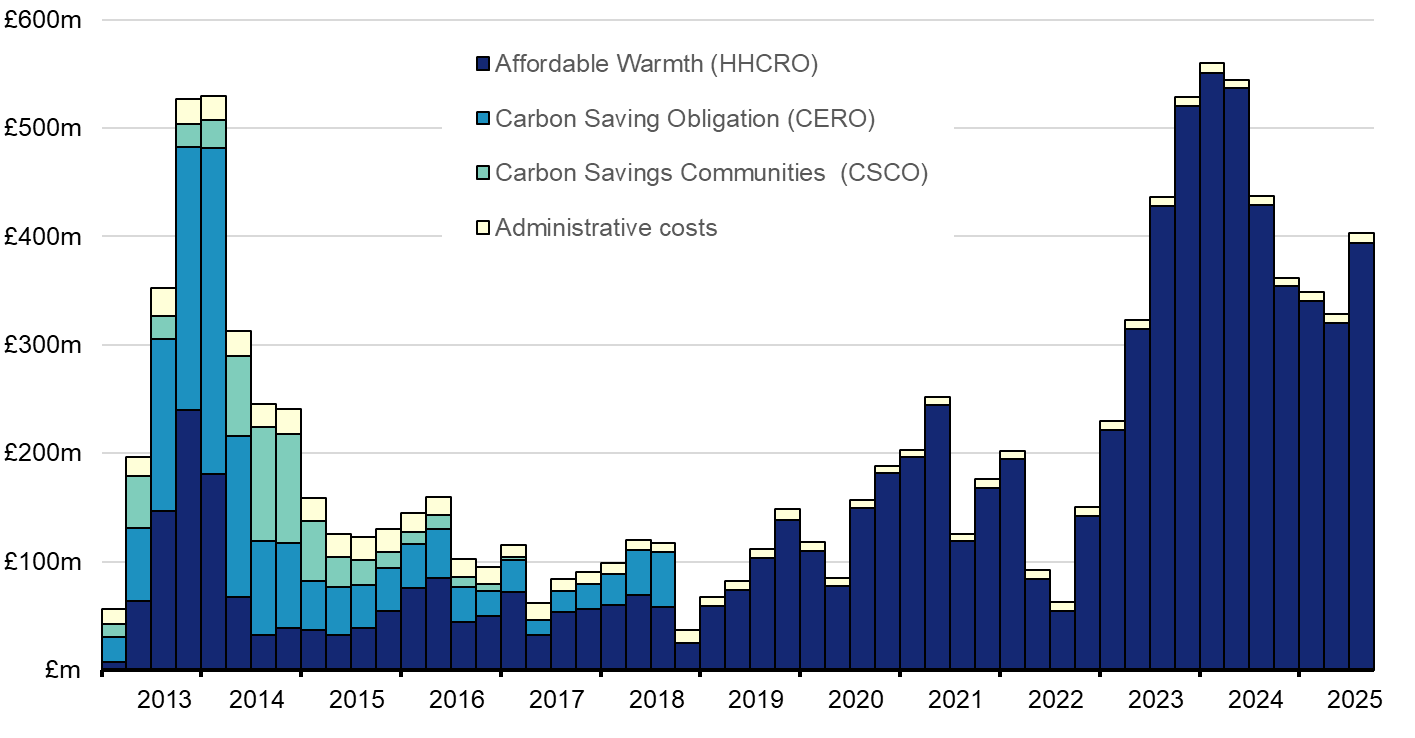 £600m
Affordable Warmth (HHCRO)
Carbon Saving Obligation (CERO)
£500m
Carbon Savings Communities  (CSCO)
£400m
Administrative costs
£300m
£200m
£100m
£m
2013 2014 2015 2016 2017 2018 2019 2020 2021 2022 2023 2024 2025